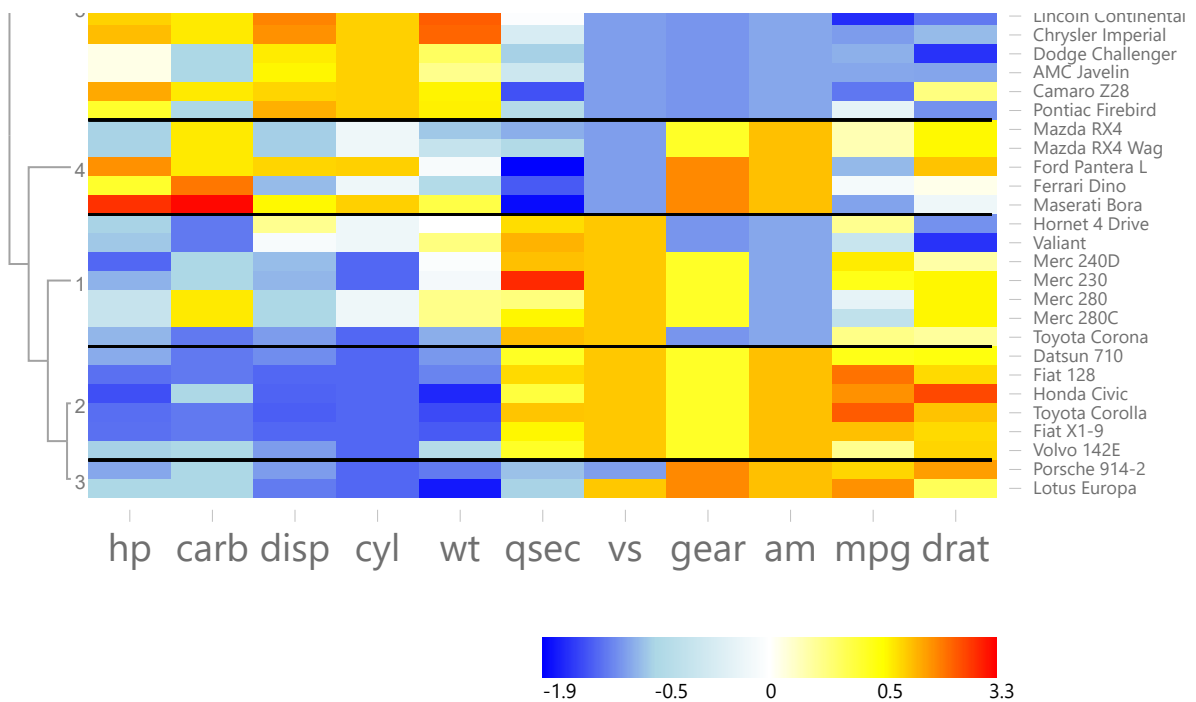 5
Lincoln Continental
Chrysler Imperial
Dodge Challenger
AMC Javelin
Camaro Z28
Pontiac Firebird
Mazda RX4
Mazda RX4 Wag
4
Ford Pantera L
Ferrari Dino
Maserati Bora
Hornet 4 Drive
Valiant
Merc 240D
1
Merc 230
Merc 280
Merc 280C
Toyota Corona
Datsun 710
Fiat 128
Honda Civic
2
Toyota Corolla
Fiat X1-9
Volvo 142E
Porsche 914-2
3
Lotus Europa
hp carb disp cyl wt qsec vs gear am mpg drat
-1.9 -0.5 0 0.5 3.3